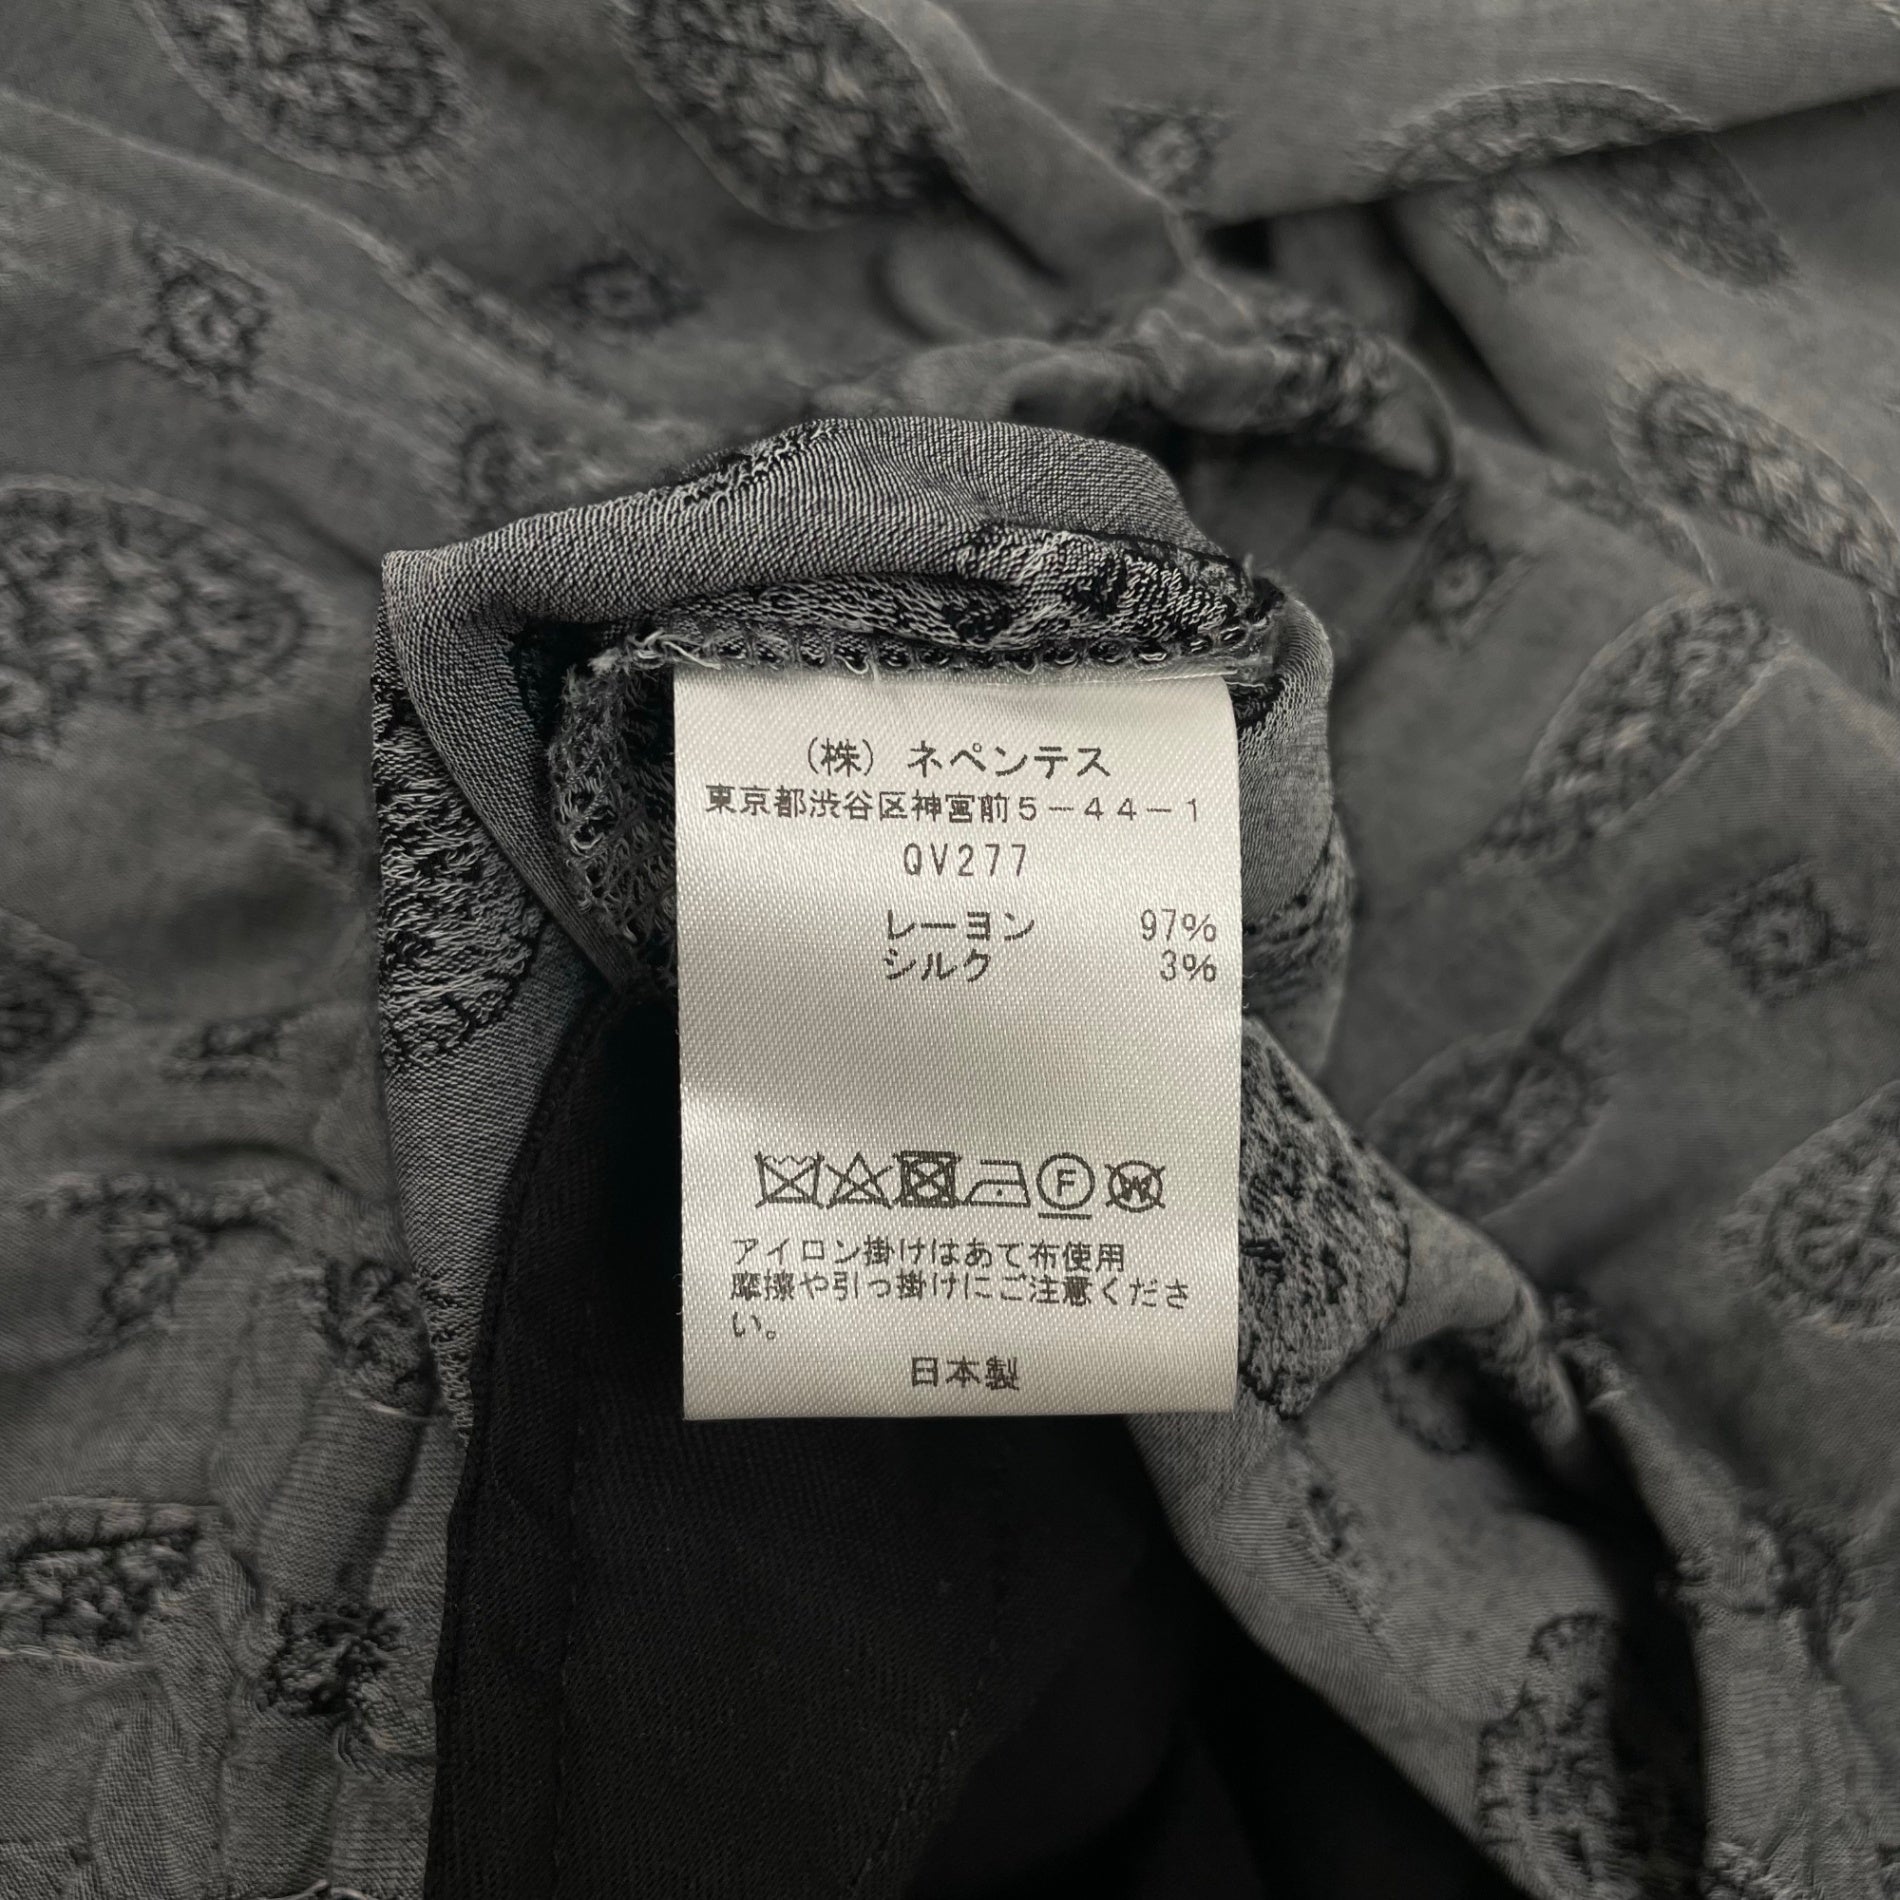 (株) ネペンテス
東京都渋谷区神宮前5-44-1
QV277
レーヨン 97%
シルク 3%
F W
アイロン掛けはあて布使用
摩擦や引っ掛けにご注意くださ
い。
日本製